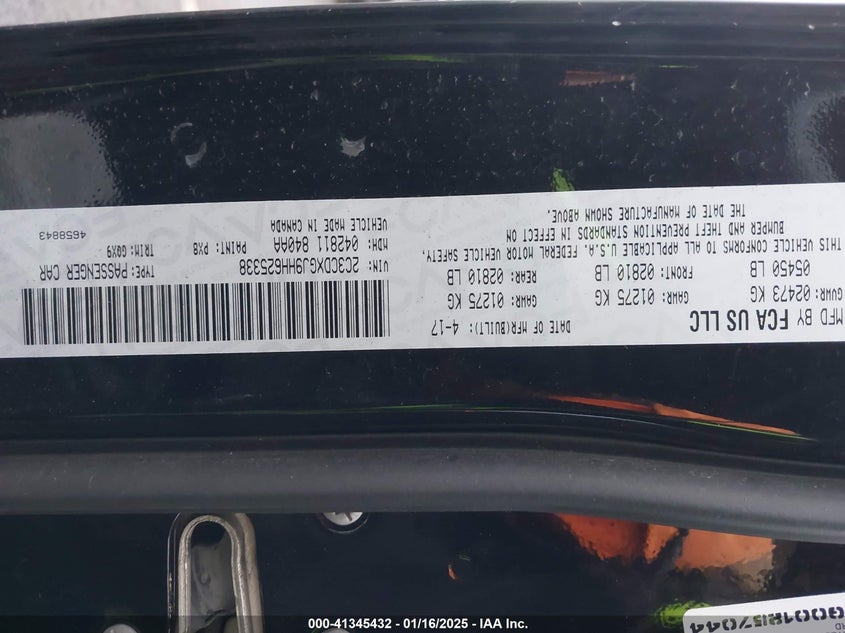 MFD BY FCA US LLC DATE OF MFR(BUILT): 4-17
GVWR: 02473 KG GAWR: 01275 KG GAWR: 01275 KG
05450 LB FRONT: 02810 LB REAR: 02810 LB
THIS VEHICLE CONFORMS TO ALL APPLICABLE U.S.A. FEDERAL MOTOR VEHICLE SAFETY,
BUMPER AND THEFT PREVENTION STANDARDS IN EFFECT ON
THE DATE OF MANUFACTURE SHOWN ABOVE.
VIN: 2C3CDXGJ9HH625338 TYPE: PASSENGER CAR
MDH: 042811 840AA PAINT: PX8 TRIM: GQX9
VEHICLE MADE IN CANADA 4658843
000-41345432 - 01/16/2025 - IAA Inc.